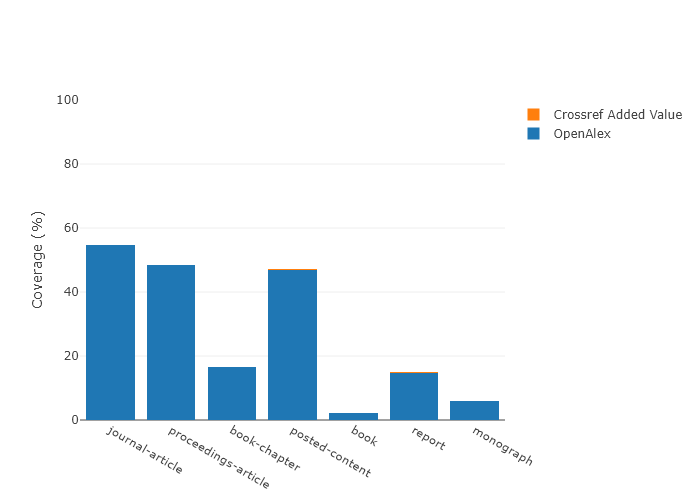 100
80
60
40
20
0
Coverage (%)
journal-article
proceedings-article
book-chapter
posted-content
book
report
monograph
Crossref Added Value
OpenAlex